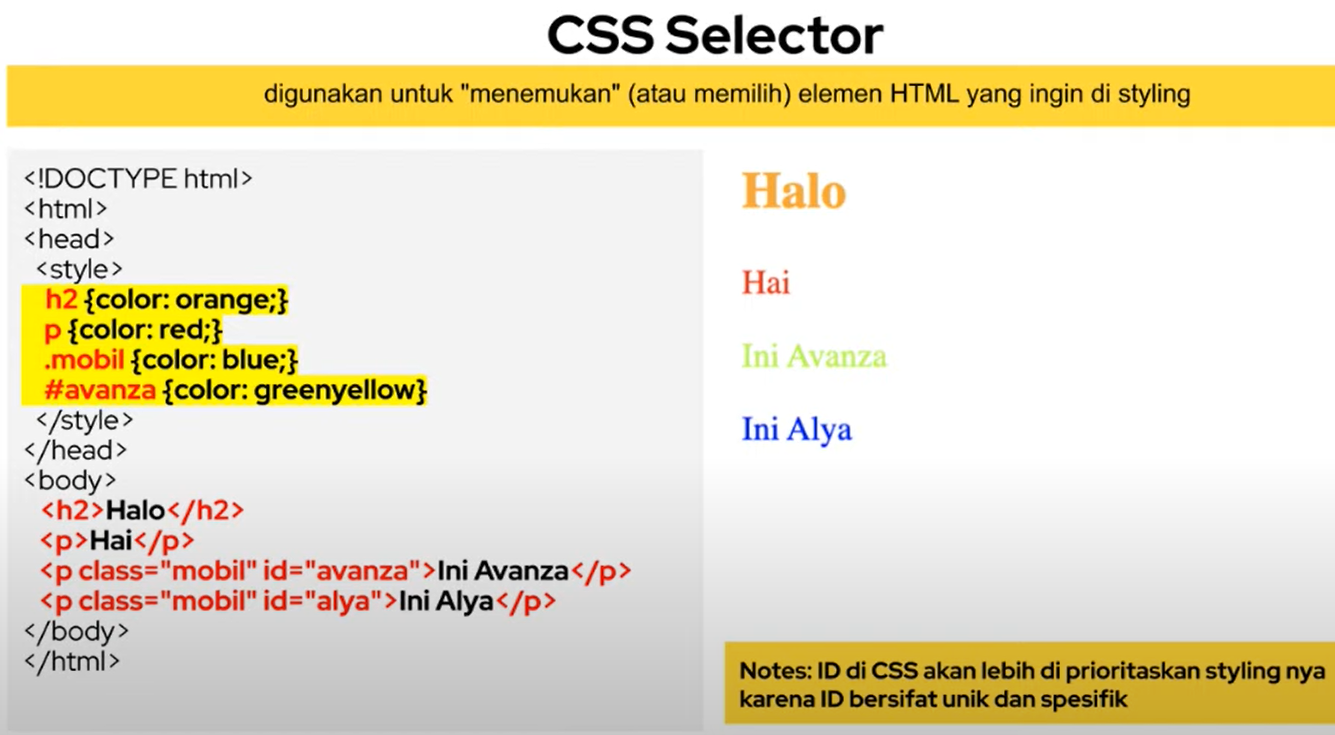 CSS Selector
digunakan untuk "menemukan" (atau memilih) elemen HTML yang ingin di styling
<!DOCTYPE html>
<html>
<head>
<style>
h2 {color: orange;}
p {color: red;}
.mobil {color: blue;}
#avanza {color: greenyellow}
</style>
</head>
<body>
<h2>Halo</h2>
<p>Hai</p>
<p class="mobil" id="avanza">Ini Avanza</p>
<p class="mobil" id="alya">Ini Alya</p>
</body>
</html>
Halo
Hai
Ini Avanza
Ini Alya
Notes: ID di CSS akan lebih di prioritaskan styling nya
karena ID bersifat unik dan spesifik